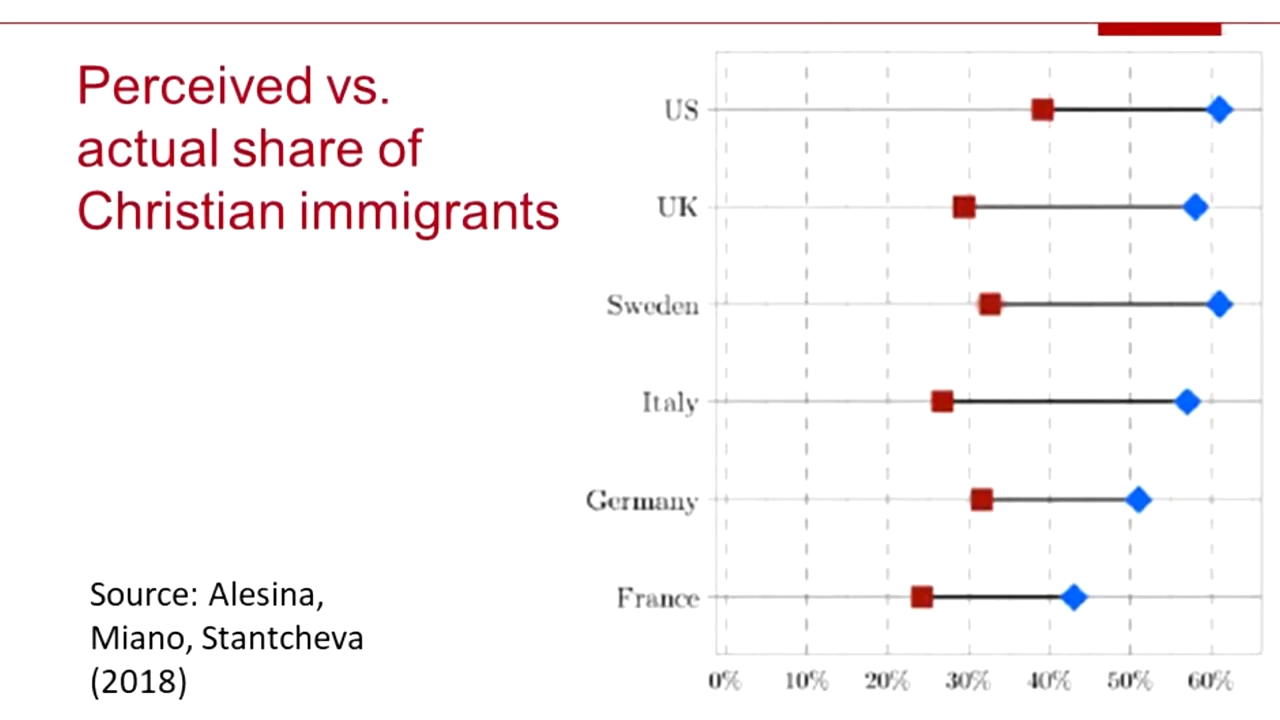 Perceived vs.
actual share of
Christian immigrants
US
UK
Sweden
Italy
Germany
France
0% 10% 20% 30% 40% 50% 60%
Source: Alesina,
Miano, Stantcheva
(2018)